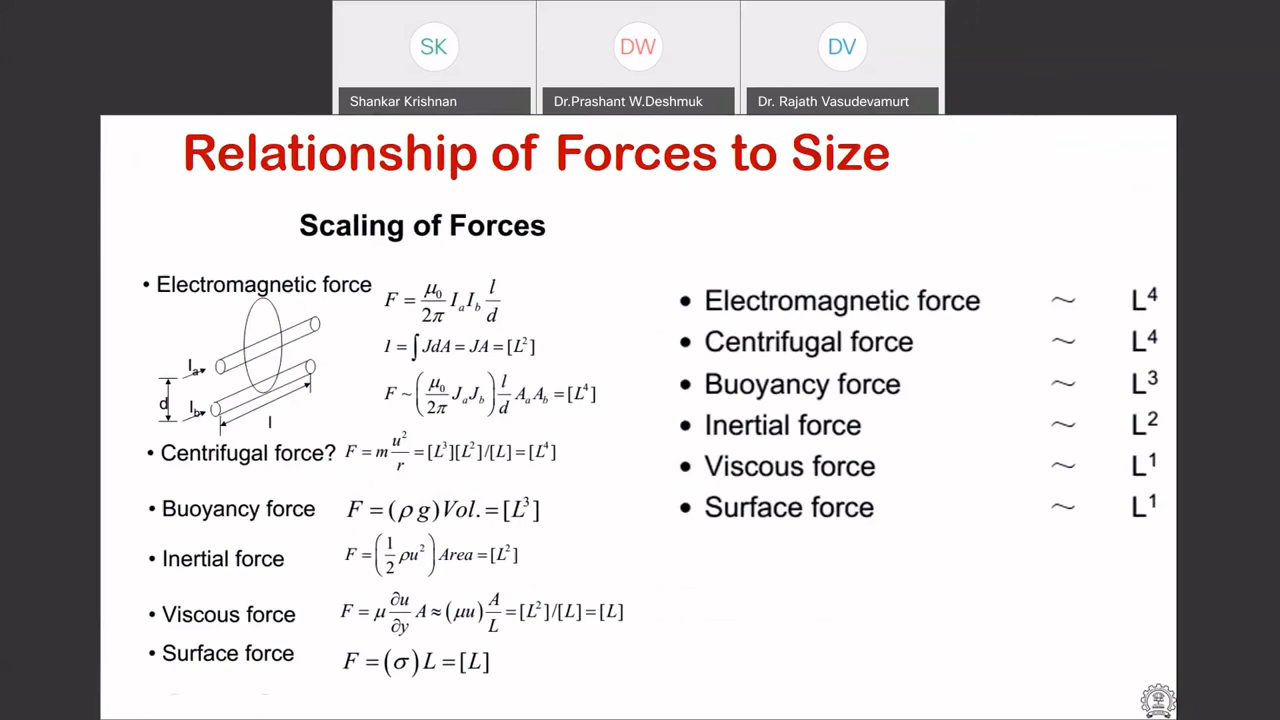 SK
DW
DV
Shankar Krishnan
Dr.Prashant W.Deshmuk
Dr. Rajath Vasudevamurt
Relationship of Forces to Size
Scaling of Forces
• Electromagnetic force
F = μ₀/2π IₐI_b l/d
l = ∫JdA = JA = [L²]
F ~ (μ₀/2π JₐJ_b) l/d AₐA_b = [L⁴]
Iₐ
d
I_b
l
• Centrifugal force? F = m u²/r = [L³][L²]/[L] = [L⁴]
• Buoyancy force F = (ρg)Vol. = [L³]
• Inertial force F = (1/2 ρu²) Area = [L²]
• Viscous force F = μ ∂u/∂y A ≈ (μu) A/L = [L²]/[L] = [L]
• Surface force F = (σ)L = [L]
• Electromagnetic force ~ L⁴
• Centrifugal force ~ L⁴
• Buoyancy force ~ L³
• Inertial force ~ L²
• Viscous force ~ L¹
• Surface force ~ L¹